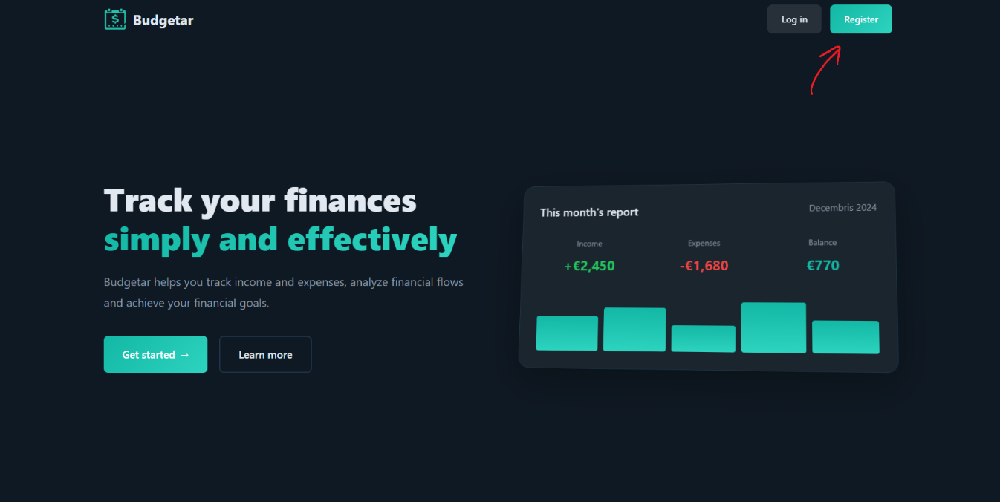 Budgetar
Log in
Register
Track your finances
simply and effectively
Budgetar helps you track income and expenses, analyze financial flows
and achieve your financial goals.
Get started →
Learn more
This month's report
Decembris 2024
Income
Expenses
Balance
+€2,450
-€1,680
€770